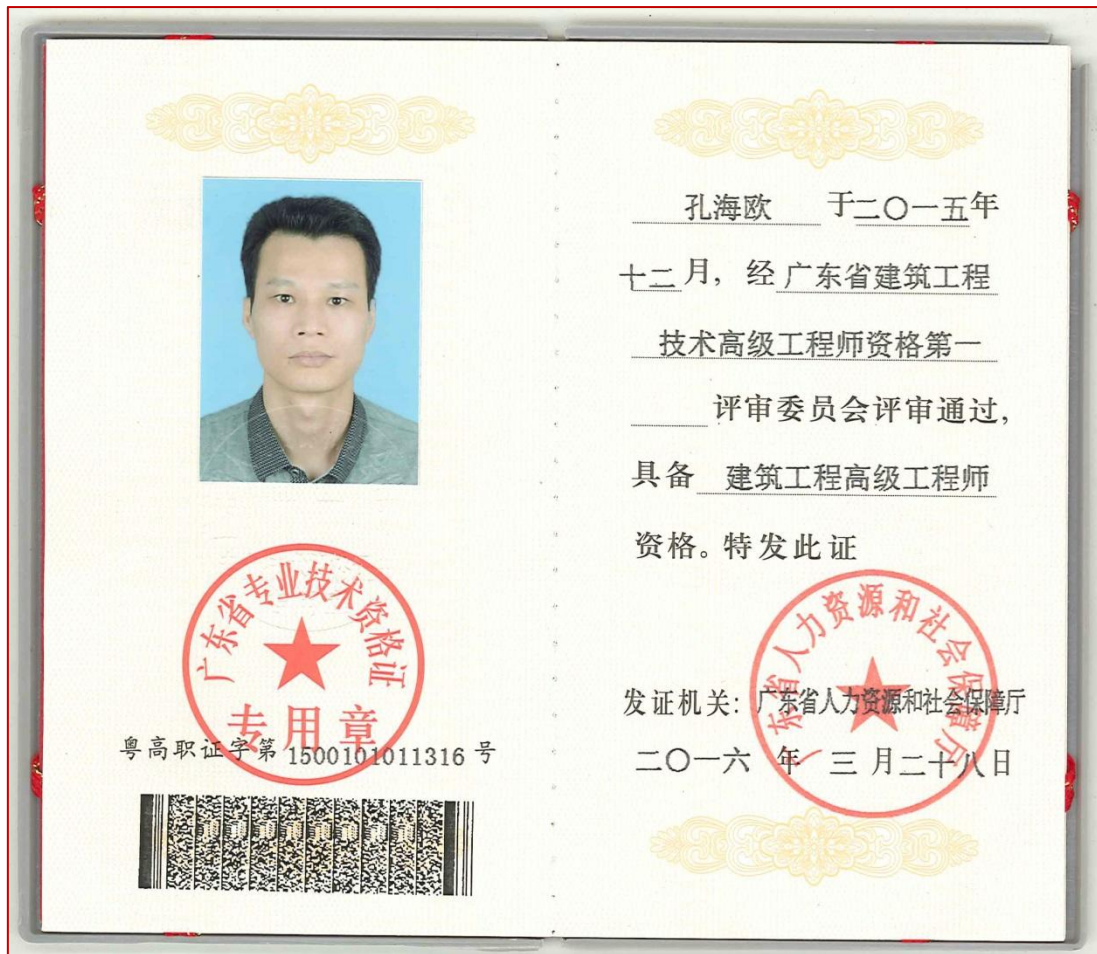 广东省专业技术资格证
专用章
粤高职证字第 1500101011316 号
孔海欧 于二〇一五年
十二月，经广东省建筑工程
技术高级工程师资格第一
评审委员会评审通过，
具备 建筑工程高级工程师
资格。特发此证
广东省人力资源和社会保障厅
发证机关：广东省人力资源和社会保障厅
二〇一六 年 三 月二十八日